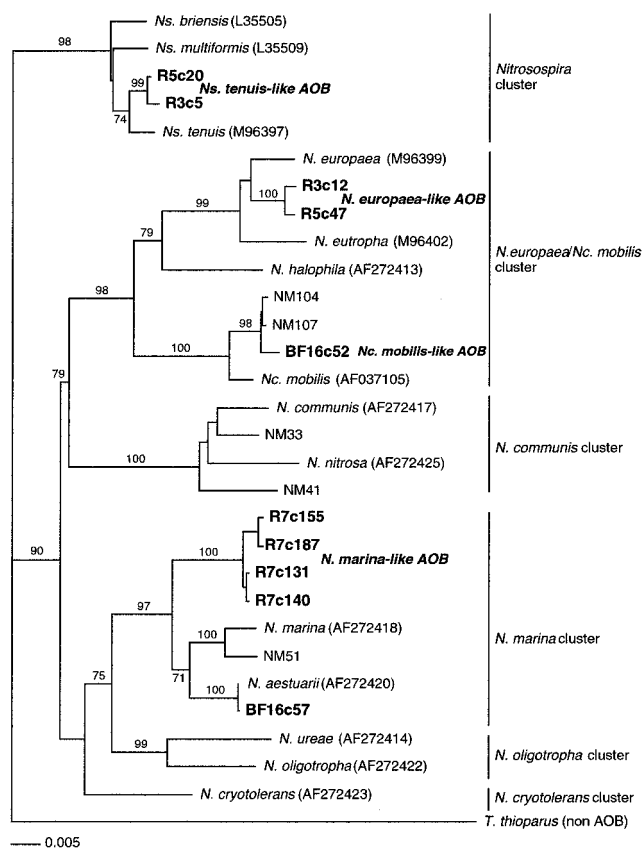 Ns. briensis (L35505)
98
Ns. multiformis (L35509)
R5c20
99
Ns. tenuis-like AOB
R3c5
74
Ns. tenuis (M96397)
Nitrosospira
cluster
N. europaea (M96399)
R3c12
100
N. europaea-like AOB
99
R5c47
N. eutropha (M96402)
79
N. halophila (AF272413)
N.europaea/Nc. mobilis
cluster
98
NM104
NM107
98
BF16c52 Nc. mobilis-like AOB
100
Nc. mobilis (AF037105)
79
N. communis (AF272417)
NM33
N. nitrosa (AF272425)
100
NM41
N. communis cluster
R7c155
R7c187
100
N. marina-like AOB
R7c131
R7c140
90
97
N. marina (AF272418)
100
NM51
71
N. aestuarii (AF272420)
100
BF16c57
N. marina cluster
75
N. ureae (AF272414)
99
N. oligotropha (AF272422)
N. oligotropha cluster
N. cryotolerans (AF272423)
N. cryotolerans cluster
T. thioparus (non AOB)
0.005